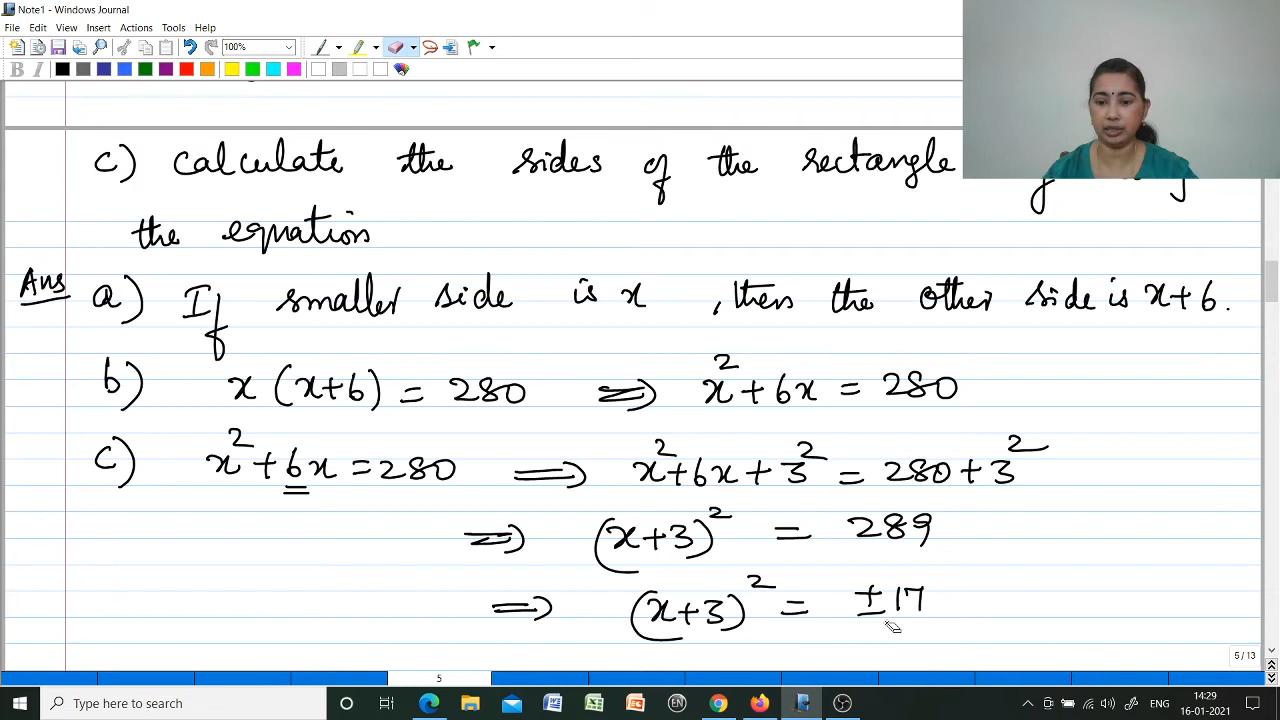 Note1 - Windows Journal
File Edit View Insert Actions Tools Help
100%
B I
c) calculate the sides of the rectangle
the equation
Ans a) If smaller side is x , then the other side is x+6.
b) x (x+6) = 280 ⟹ x² + 6x = 280
c) x² + 6x = 280 ⟹ x² + 6x + 3² = 280 + 3²
⟹ (x+3)² = 289
⟹ (x+3)² = ±17
5 / 13
5
Type here to search
ENG
14:29
16-01-2021